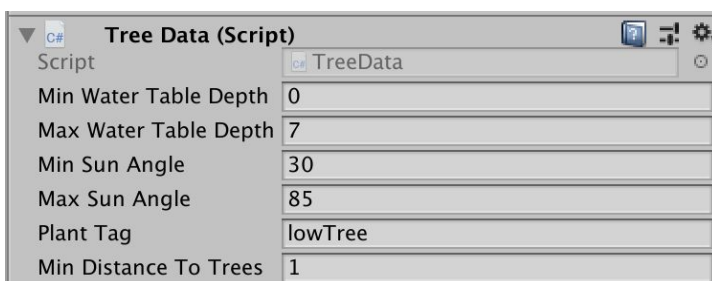 C# Tree Data (Script)
Script C# TreeData
Min Water Table Depth 0
Max Water Table Depth 7
Min Sun Angle 30
Max Sun Angle 85
Plant Tag lowTree
Min Distance To Trees 1